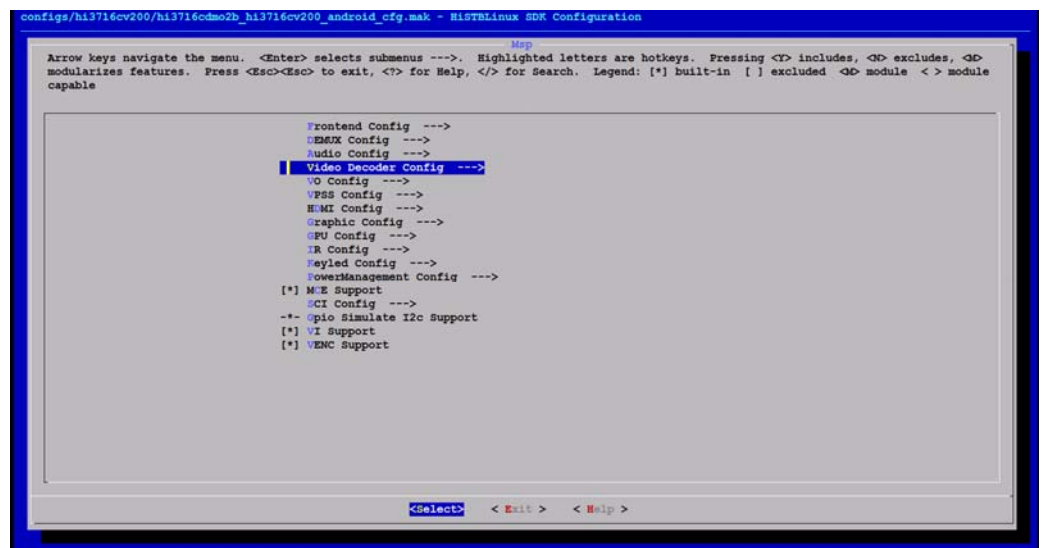 configs/hi3716cv200/hi3716cdmo2b_hi3716cv200_android_cfg.mak - HiSTBLinux SDK Configuration
Msp
Arrow keys navigate the menu. <Enter> selects submenus --->. Highlighted letters are hotkeys. Pressing <Y> includes, <N> excludes, <M>
modularizes features. Press <Esc><Esc> to exit, <?> for Help, </> for Search. Legend: [*] built-in [ ] excluded <M> module < > module
capable
Frontend Config --->
DEMUX Config --->
Audio Config --->
Video Decoder Config --->
VO Config --->
VPSS Config --->
HDMI Config --->
Graphic Config --->
GPU Config --->
IR Config --->
Keyled Config --->
PowerManagement Config --->
[*] MCE Support
SCI Config --->
-*- Gpio Simulate I2c Support
[*] VI Support
[*] VENC Support
<Select> < Exit > < Help >